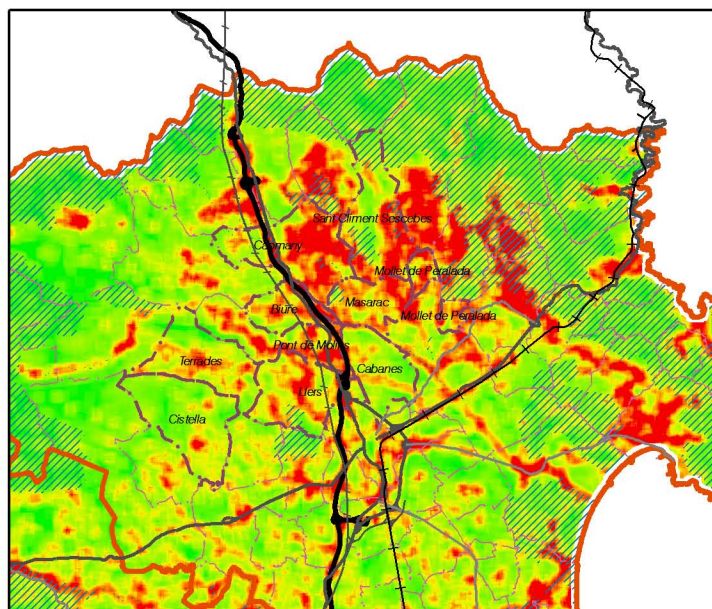 Sant Climent Sescebes
Capmany
Mollet de Peralada
Masarac
Biure
Mollet de Peralada
Pont de Molins
Terrades
Cabanes
Llers
Cistella